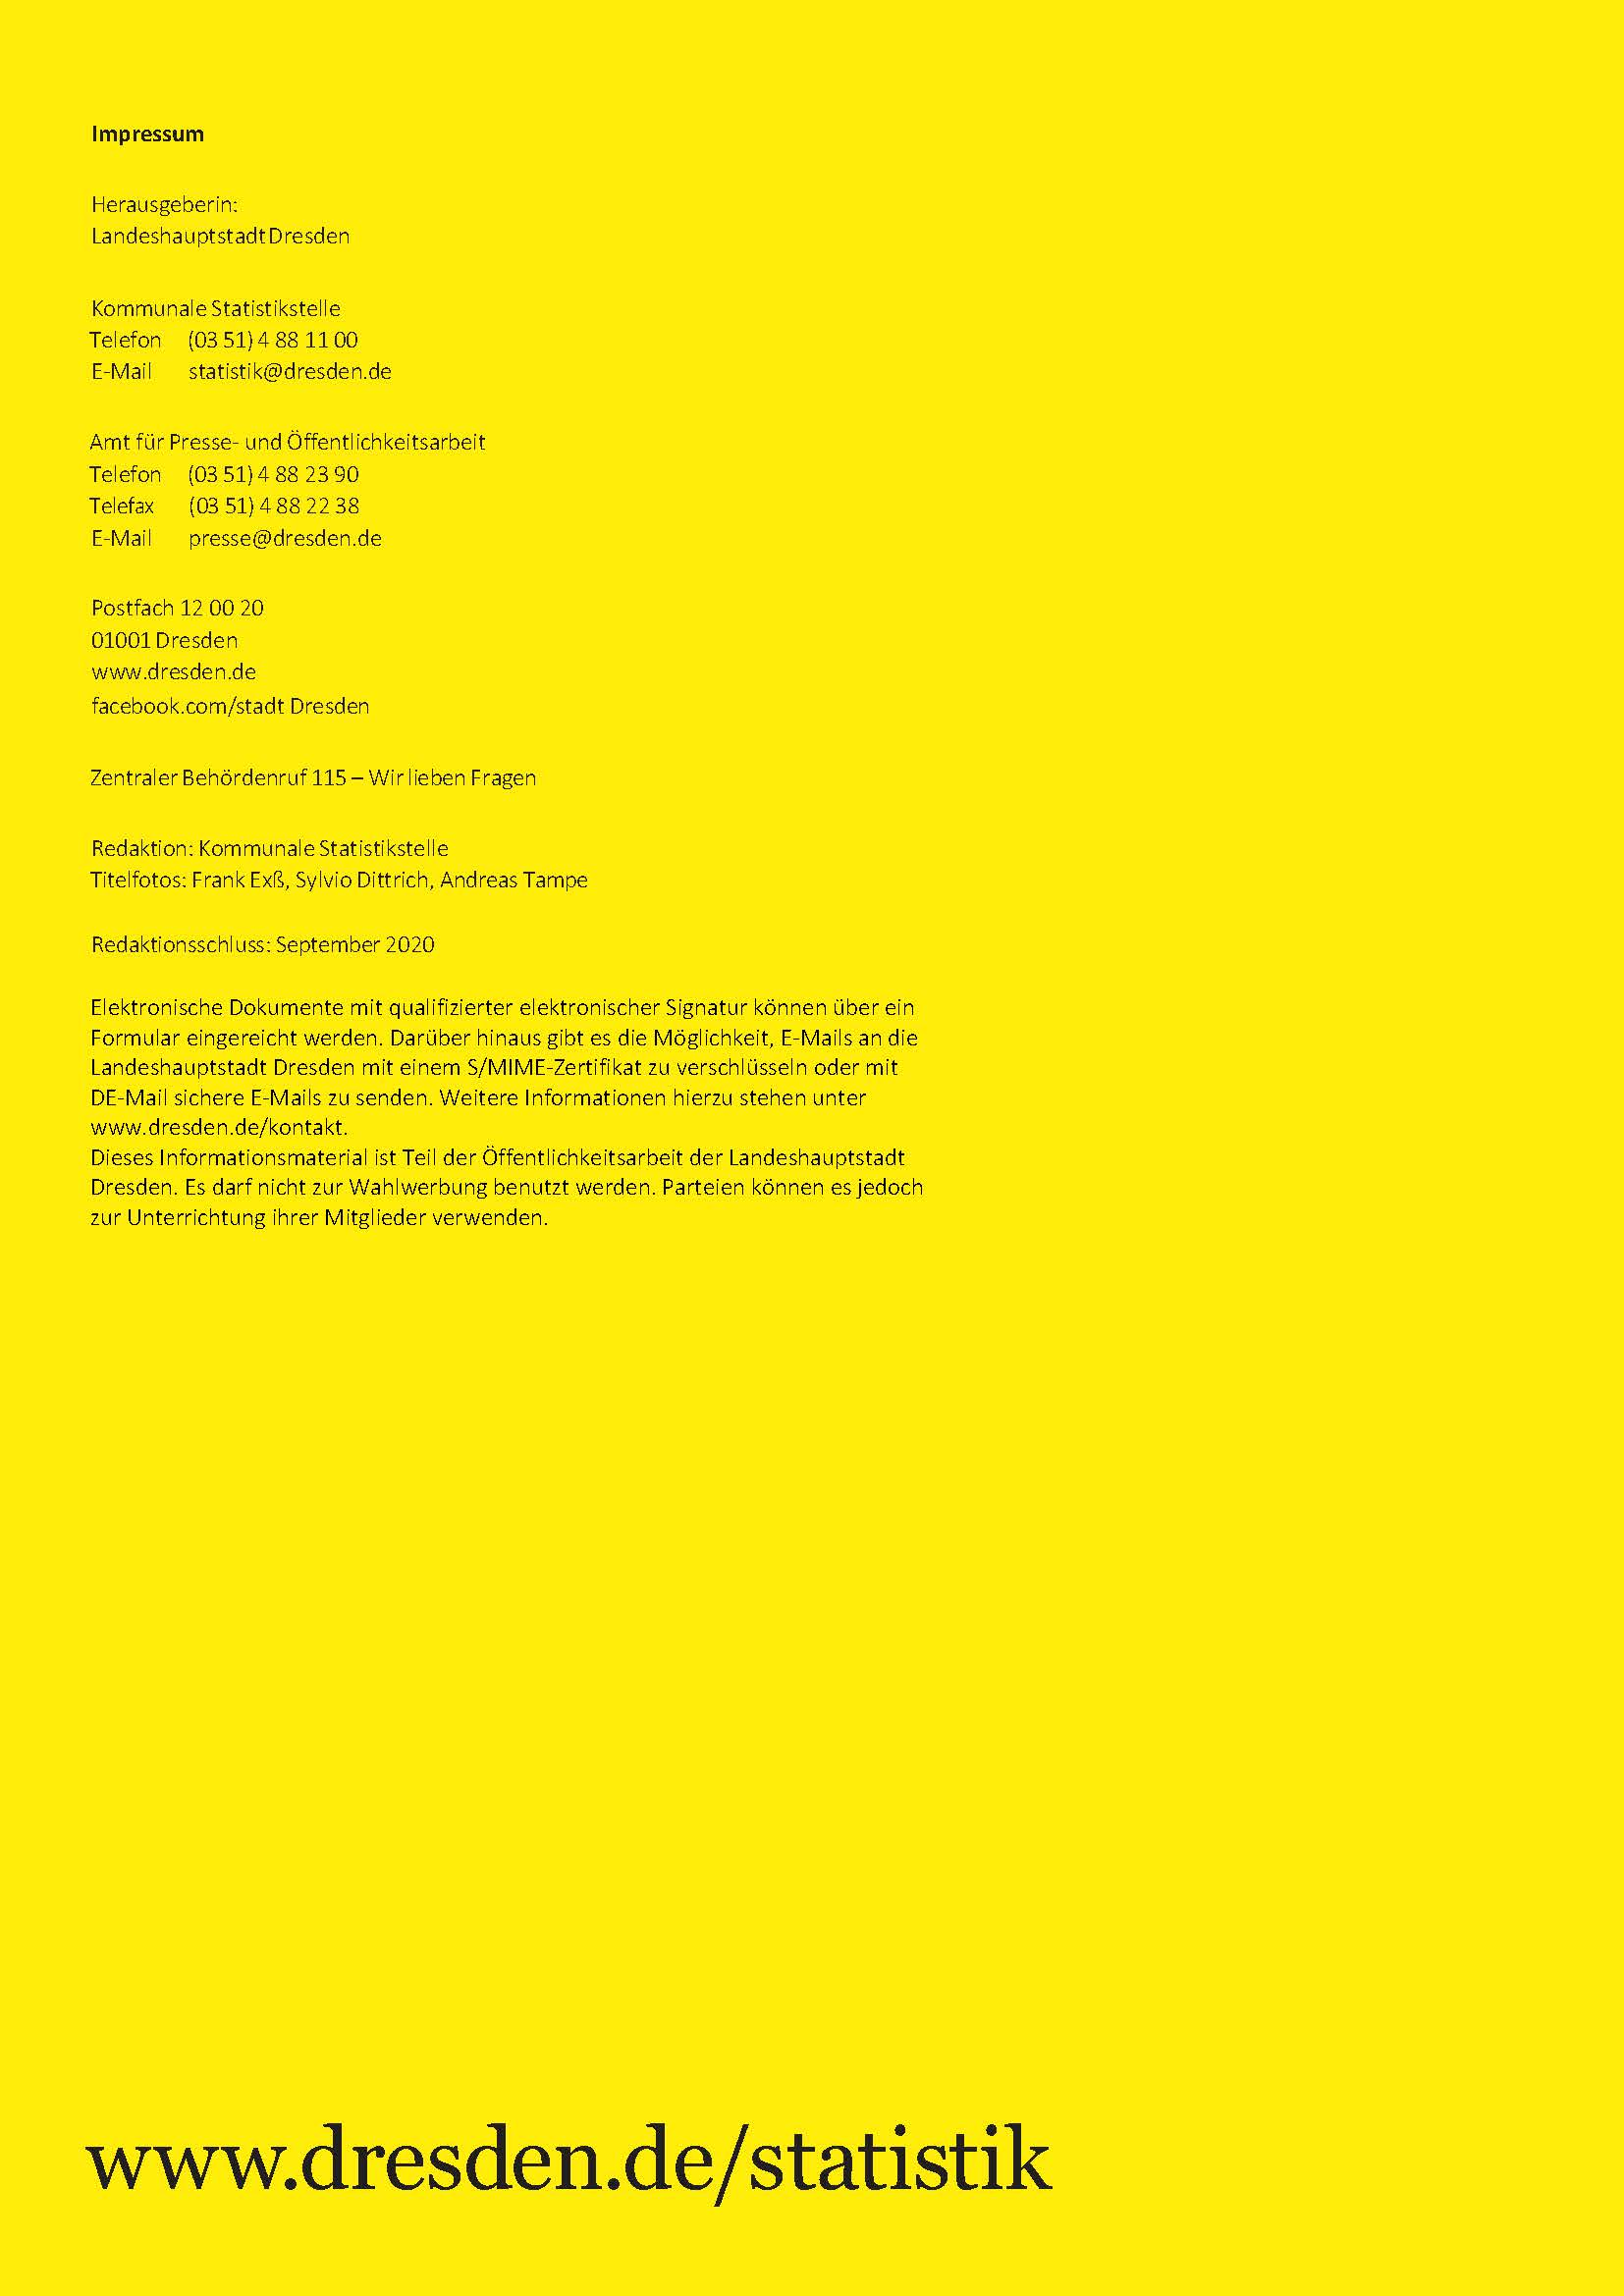 Impressum
Herausgeberin:
Landeshauptstadt Dresden
Kommunale Statistikstelle
Telefon (03 51) 4 88 11 00
E-Mail statistik@dresden.de
Amt für Presse- und Öffentlichkeitsarbeit
Telefon (03 51) 4 88 23 90
Telefax (03 51) 4 88 22 38
E-Mail presse@dresden.de
Postfach 12 00 20
01001 Dresden
www.dresden.de
facebook.com/stadt Dresden
Zentraler Behördenruf 115 – Wir lieben Fragen
Redaktion: Kommunale Statistikstelle
Titelfotos: Frank Exß, Sylvio Dittrich, Andreas Tampe
Redaktionsschluss: September 2020
Elektronische Dokumente mit qualifizierter elektronischer Signatur können über ein
Formular eingereicht werden. Darüber hinaus gibt es die Möglichkeit, E-Mails an die
Landeshauptstadt Dresden mit einem S/MIME-Zertifikat zu verschlüsseln oder mit
DE-Mail sichere E-Mails zu senden. Weitere Informationen hierzu stehen unter
www.dresden.de/kontakt.
Dieses Informationsmaterial ist Teil der Öffentlichkeitsarbeit der Landeshauptstadt
Dresden. Es darf nicht zur Wahlwerbung benutzt werden. Parteien können es jedoch
zur Unterrichtung ihrer Mitglieder verwenden.
www.dresden.de/statistik